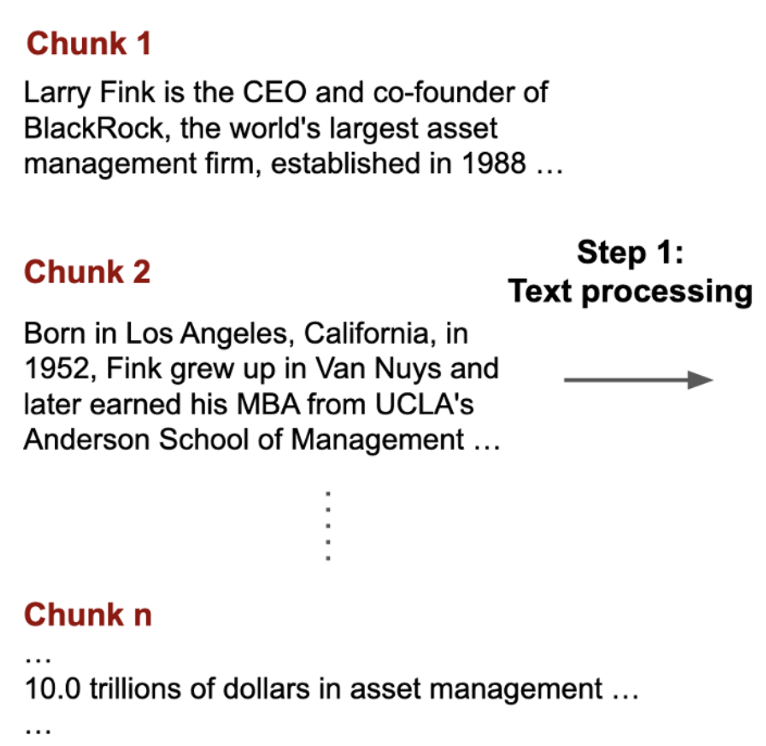 Chunk 1
Larry Fink is the CEO and co-founder of
BlackRock, the world's largest asset
management firm, established in 1988 …
Chunk 2
Born in Los Angeles, California, in
1952, Fink grew up in Van Nuys and
later earned his MBA from UCLA's
Anderson School of Management …
Step 1:
Text processing
Chunk n
…
10.0 trillions of dollars in asset management …
…